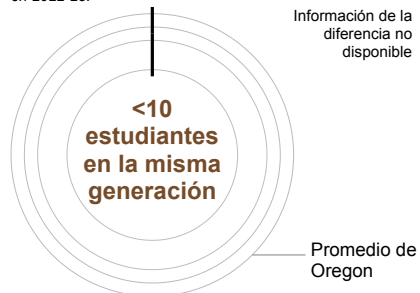 Información de la
diferencia no
disponible
<10
estudiantes
en la misma
generación
Promedio de
Oregon